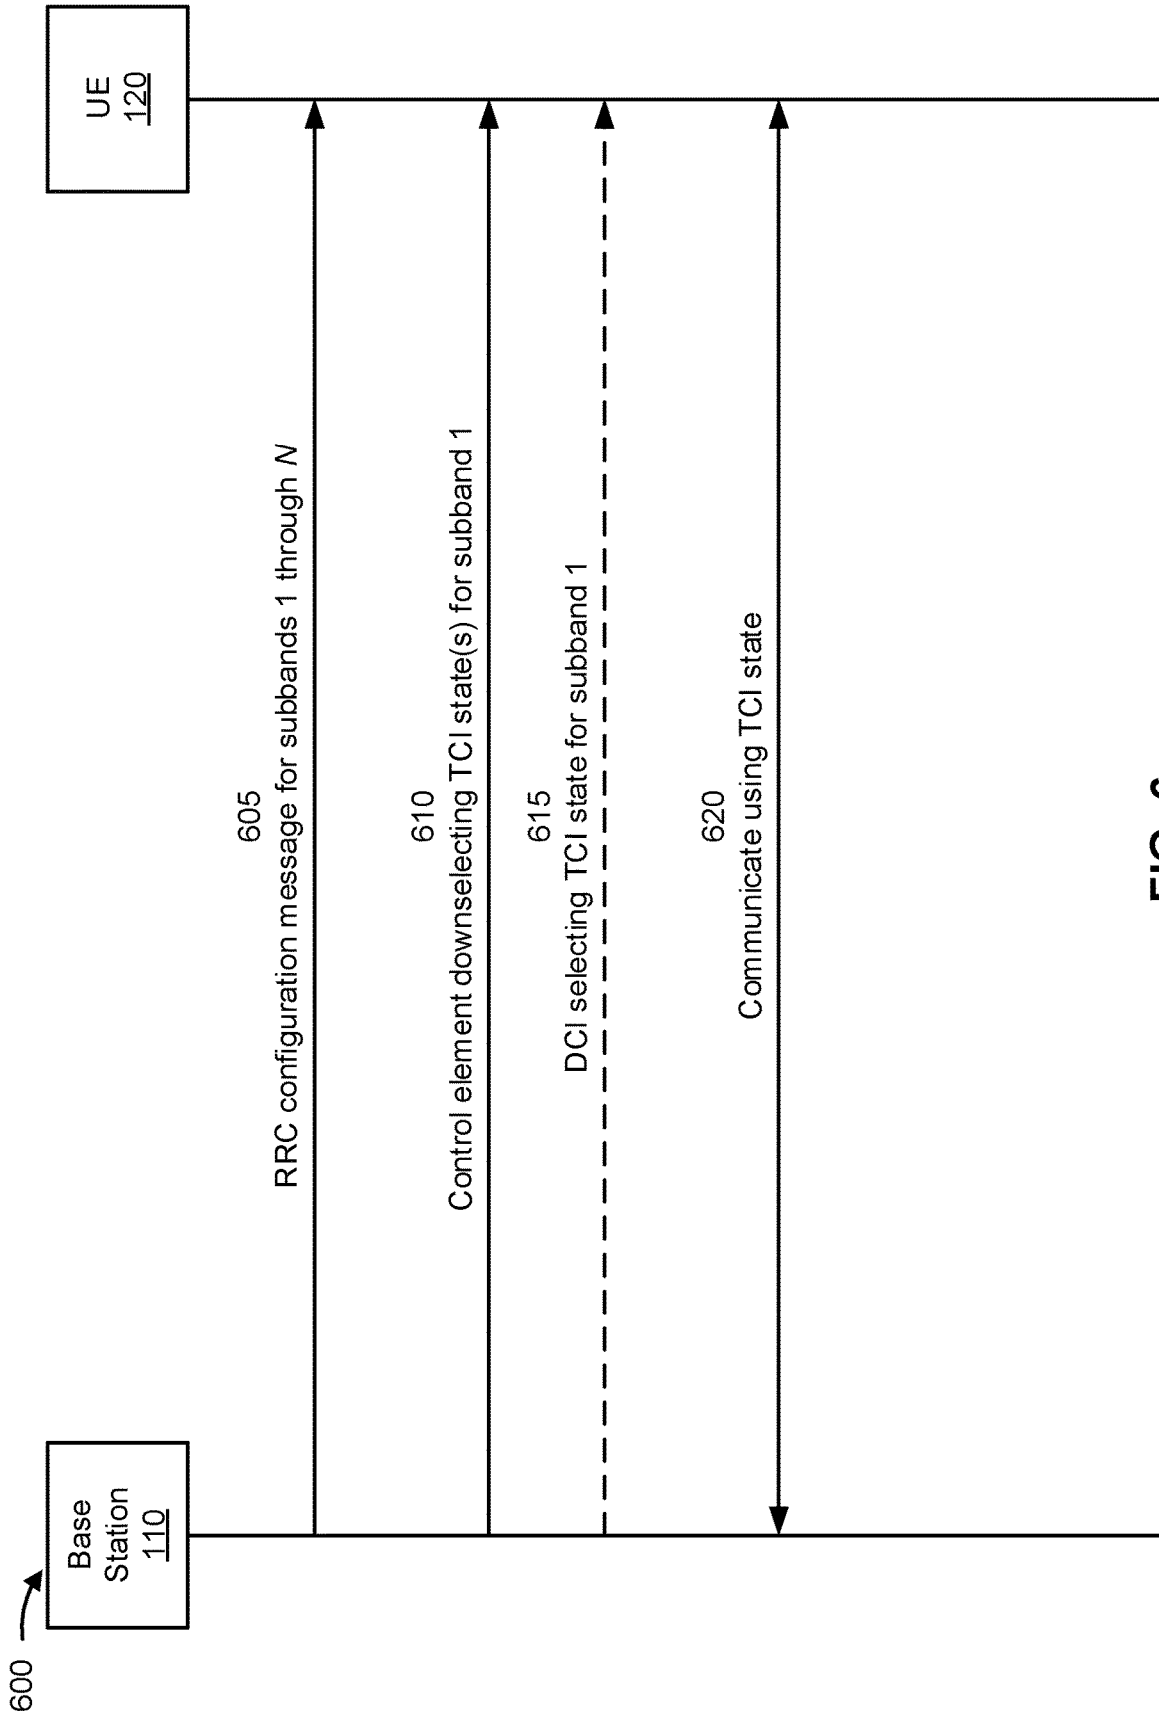 600
Base
Station
110
UE
120
605
RRC configuration message for subbands 1 through N
610
Control element downselecting TCI state(s) for subband 1
615
DCI selecting TCI state for subband 1
620
Communicate using TCI state